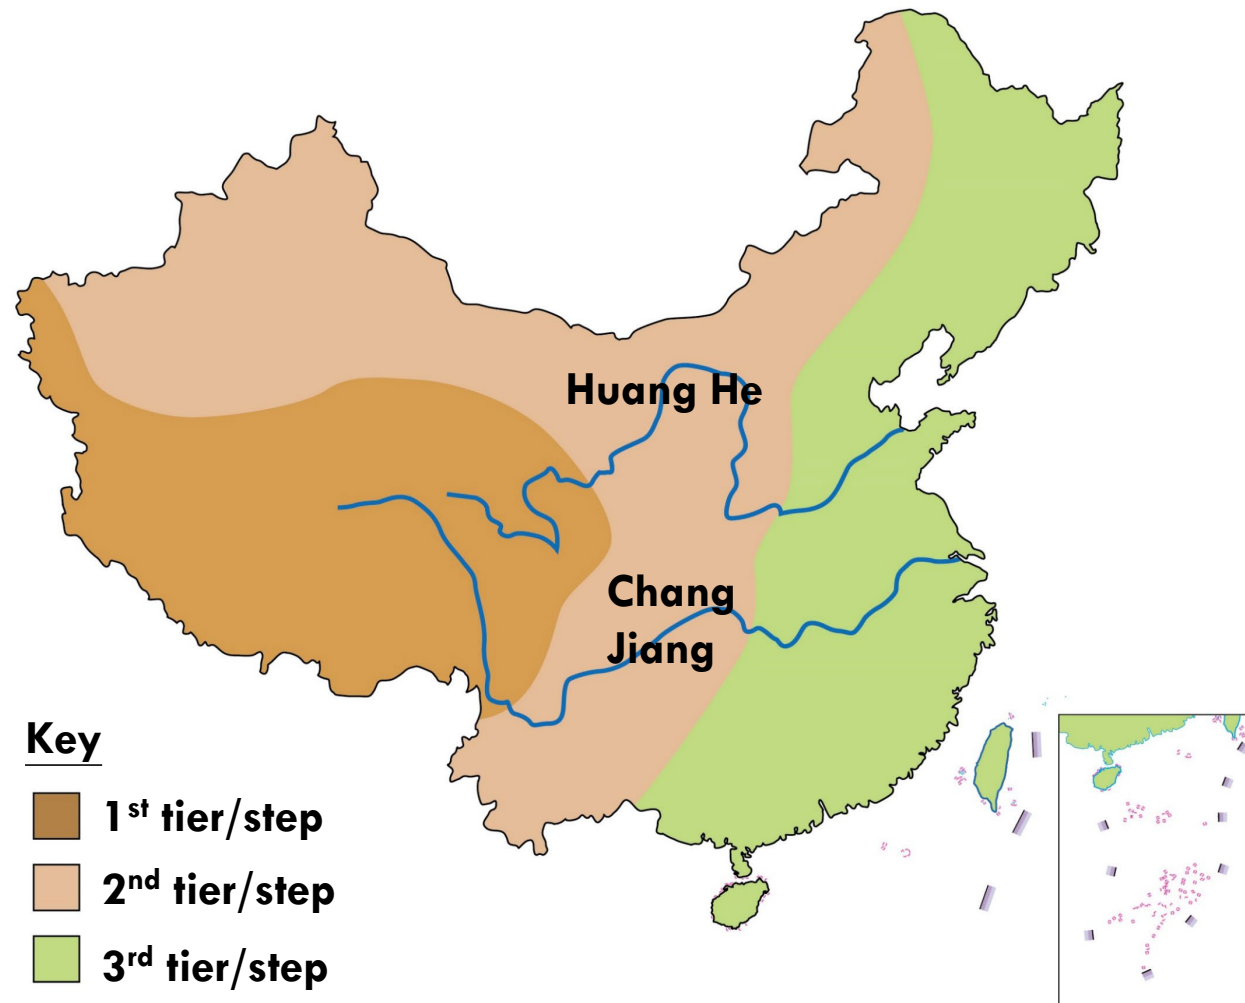 Huang He
Chang
Jiang
Key
1st tier/step
2nd tier/step
3rd tier/step